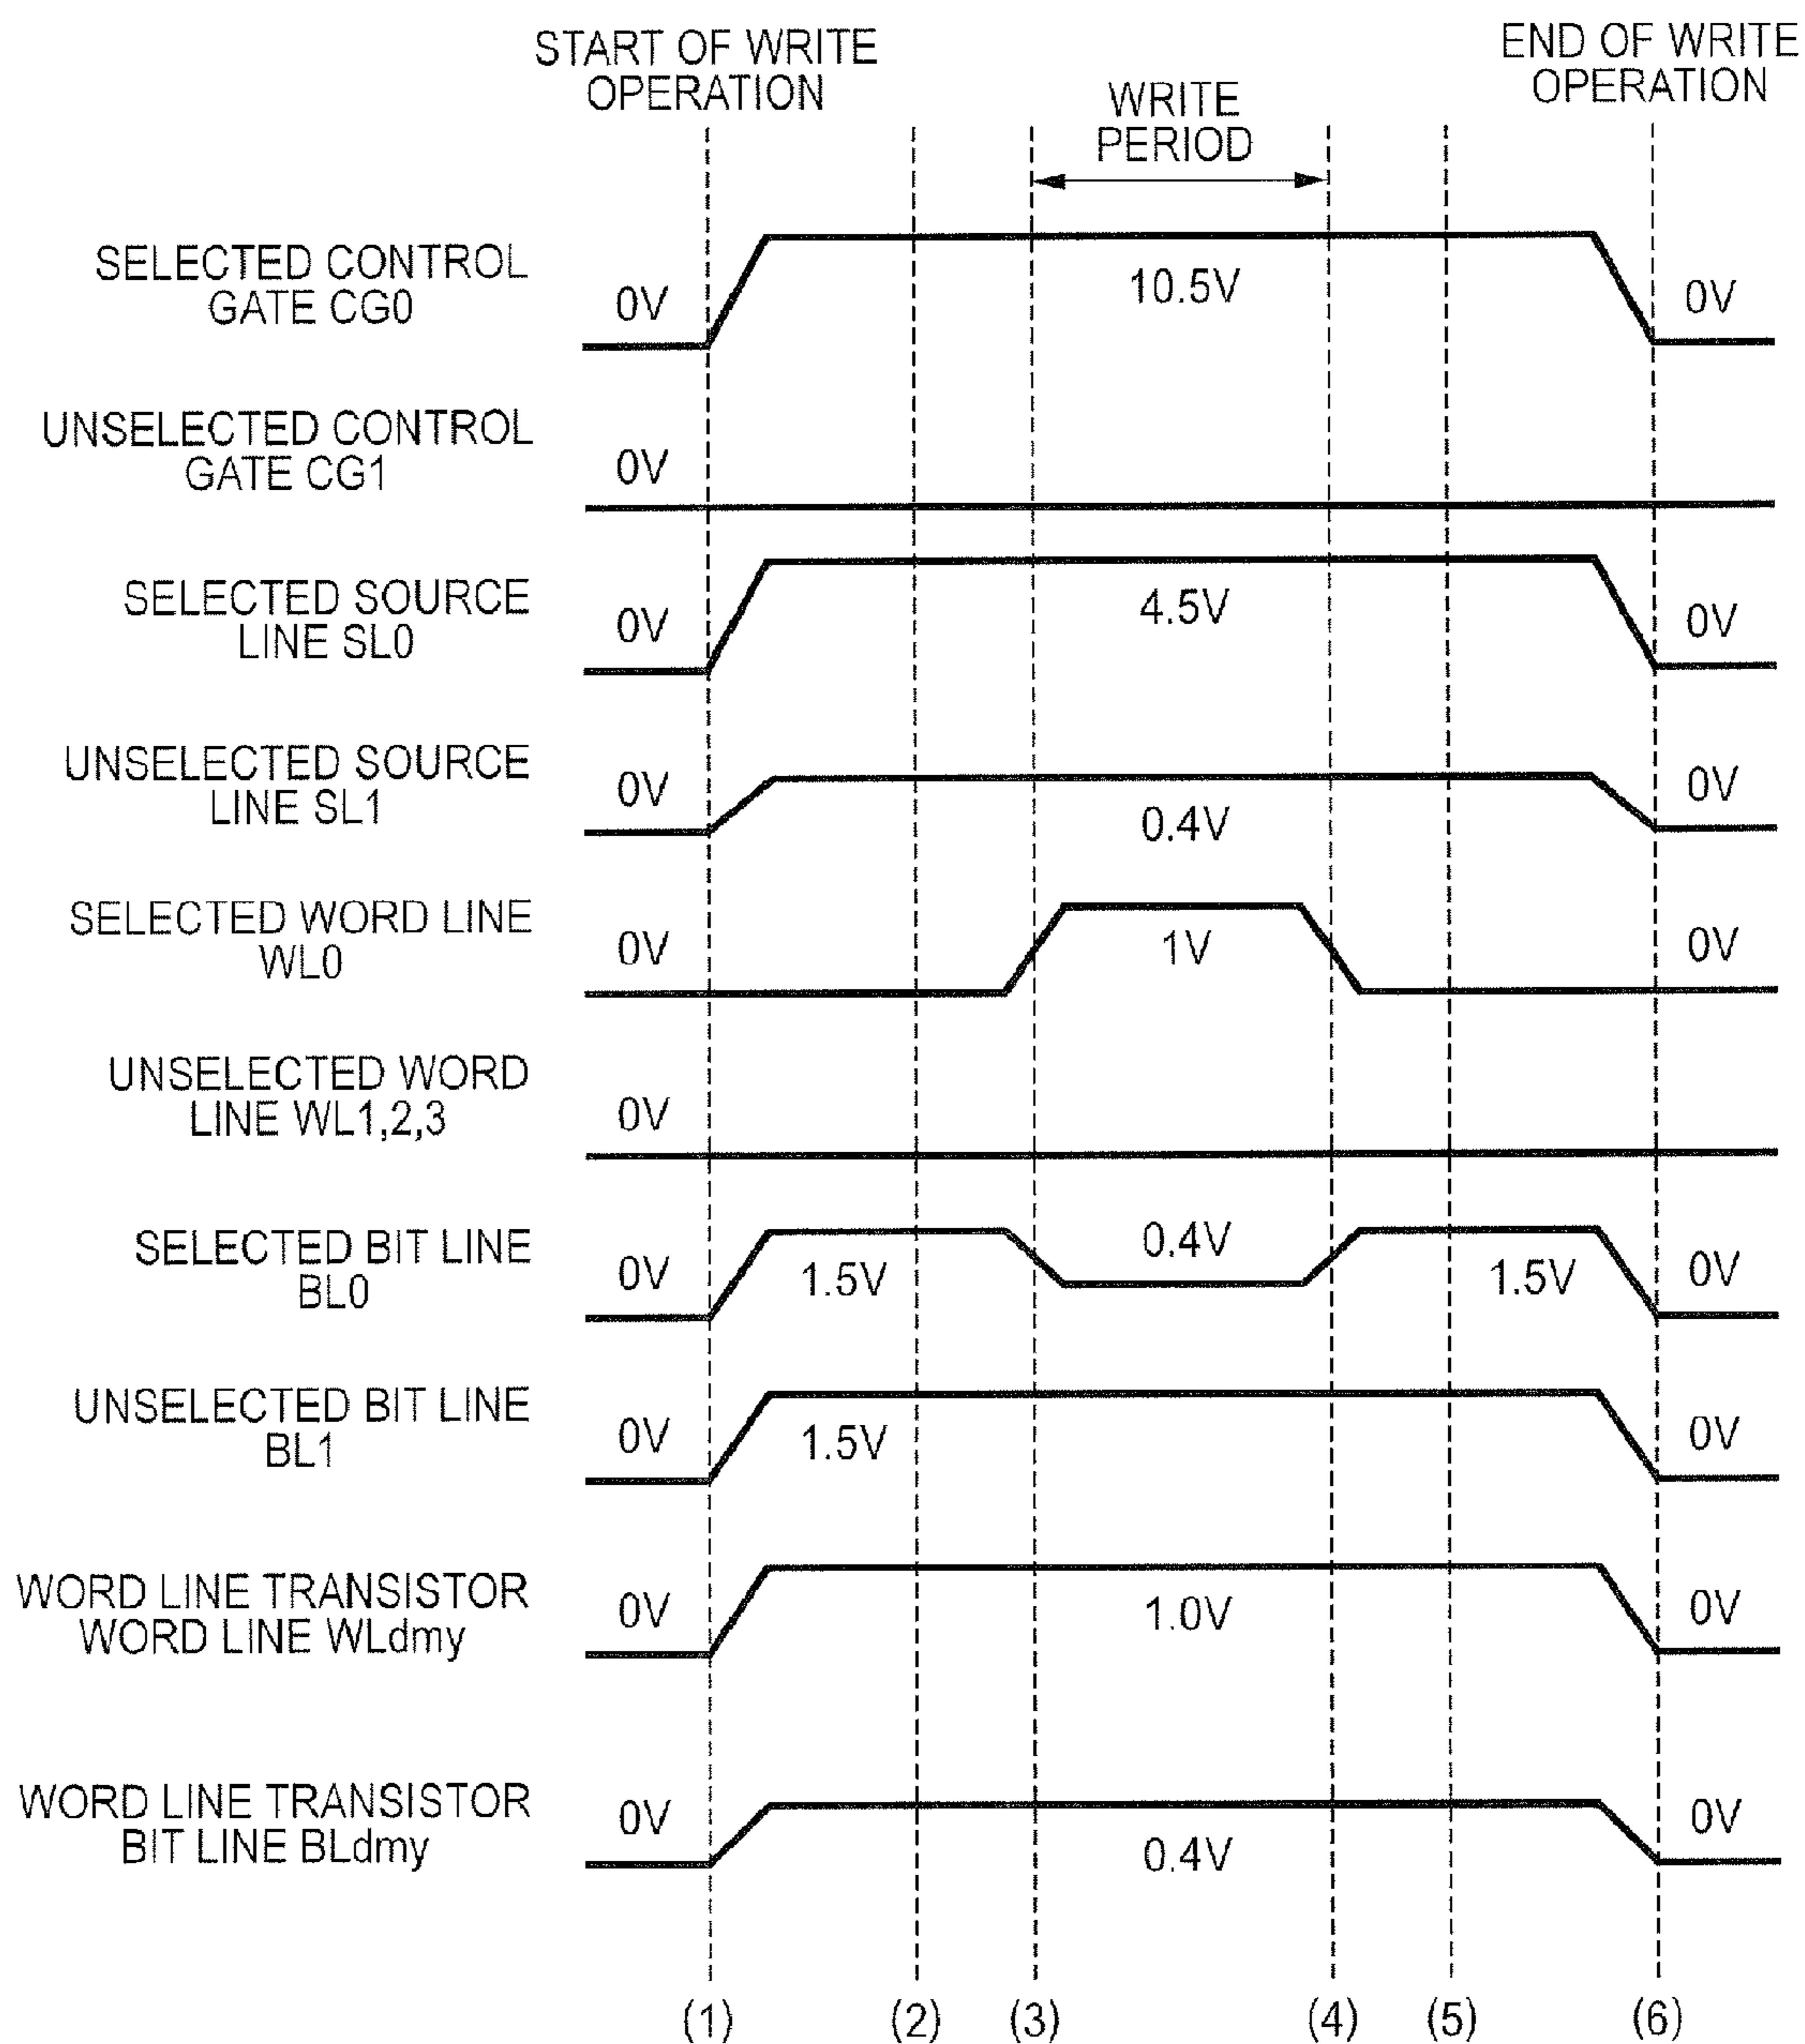 START OF WRITE
OPERATION
END OF WRITE
OPERATION
WRITE
PERIOD
SELECTED CONTROL
GATE CG0
0V
10.5V
0V
UNSELECTED CONTROL
GATE CG1
0V
SELECTED SOURCE
LINE SL0
0V
4.5V
0V
UNSELECTED SOURCE
LINE SL1
0V
0.4V
0V
SELECTED WORD LINE
WL0
0V
1V
0V
UNSELECTED WORD
LINE WL1,2,3
0V
SELECTED BIT LINE
BL0
0V
1.5V
0.4V
1.5V
0V
UNSELECTED BIT LINE
BL1
0V
1.5V
0V
WORD LINE TRANSISTOR
WORD LINE WLdmy
0V
1.0V
0V
WORD LINE TRANSISTOR
BIT LINE BLdmy
0V
0.4V
0V
(1) (2) (3) (4) (5) (6)